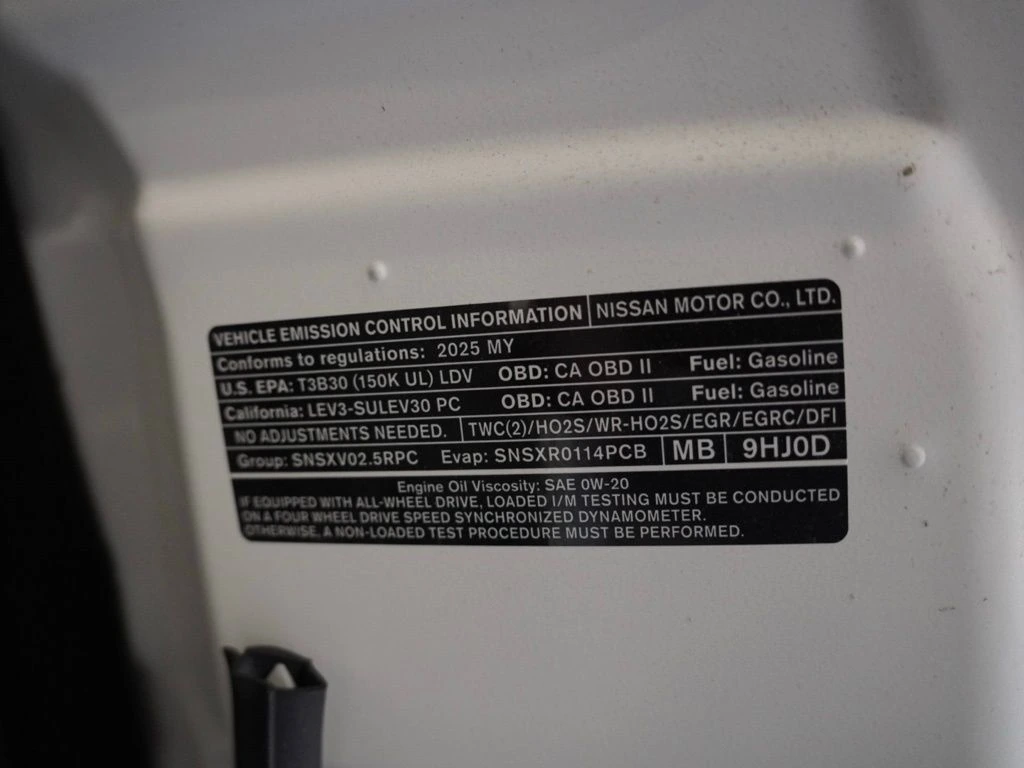 VEHICLE EMISSION CONTROL INFORMATION NISSAN MOTOR CO., LTD.
Conforms to regulations: 2025 MY
U.S. EPA: T3B30 (150K UL) LDV OBD: CA OBD II Fuel: Gasoline
California: LEV3-SULEV30 PC OBD: CA OBD II Fuel: Gasoline
NO ADJUSTMENTS NEEDED. TWC(2)/HO2S/WR-HO2S/EGR/EGRC/DFI
Group: SNSXV02.5RPC Evap: SNSXR0114PCB MB 9HJ0D
Engine Oil Viscosity: SAE 0W-20
IF EQUIPPED WITH ALL-WHEEL DRIVE, LOADED I/M TESTING MUST BE CONDUCTED
ON A FOUR WHEEL DRIVE SPEED SYNCHRONIZED DYNAMOMETER.
OTHERWISE, A NON-LOADED TEST PROCEDURE MUST BE PERFORMED.